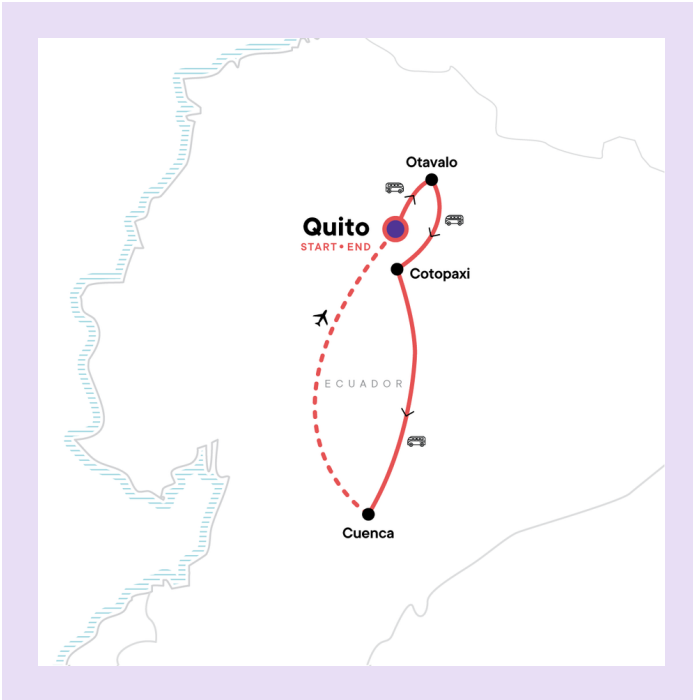 Otavalo
Quito
START • END
Cotopaxi
ECUADOR
Cuenca